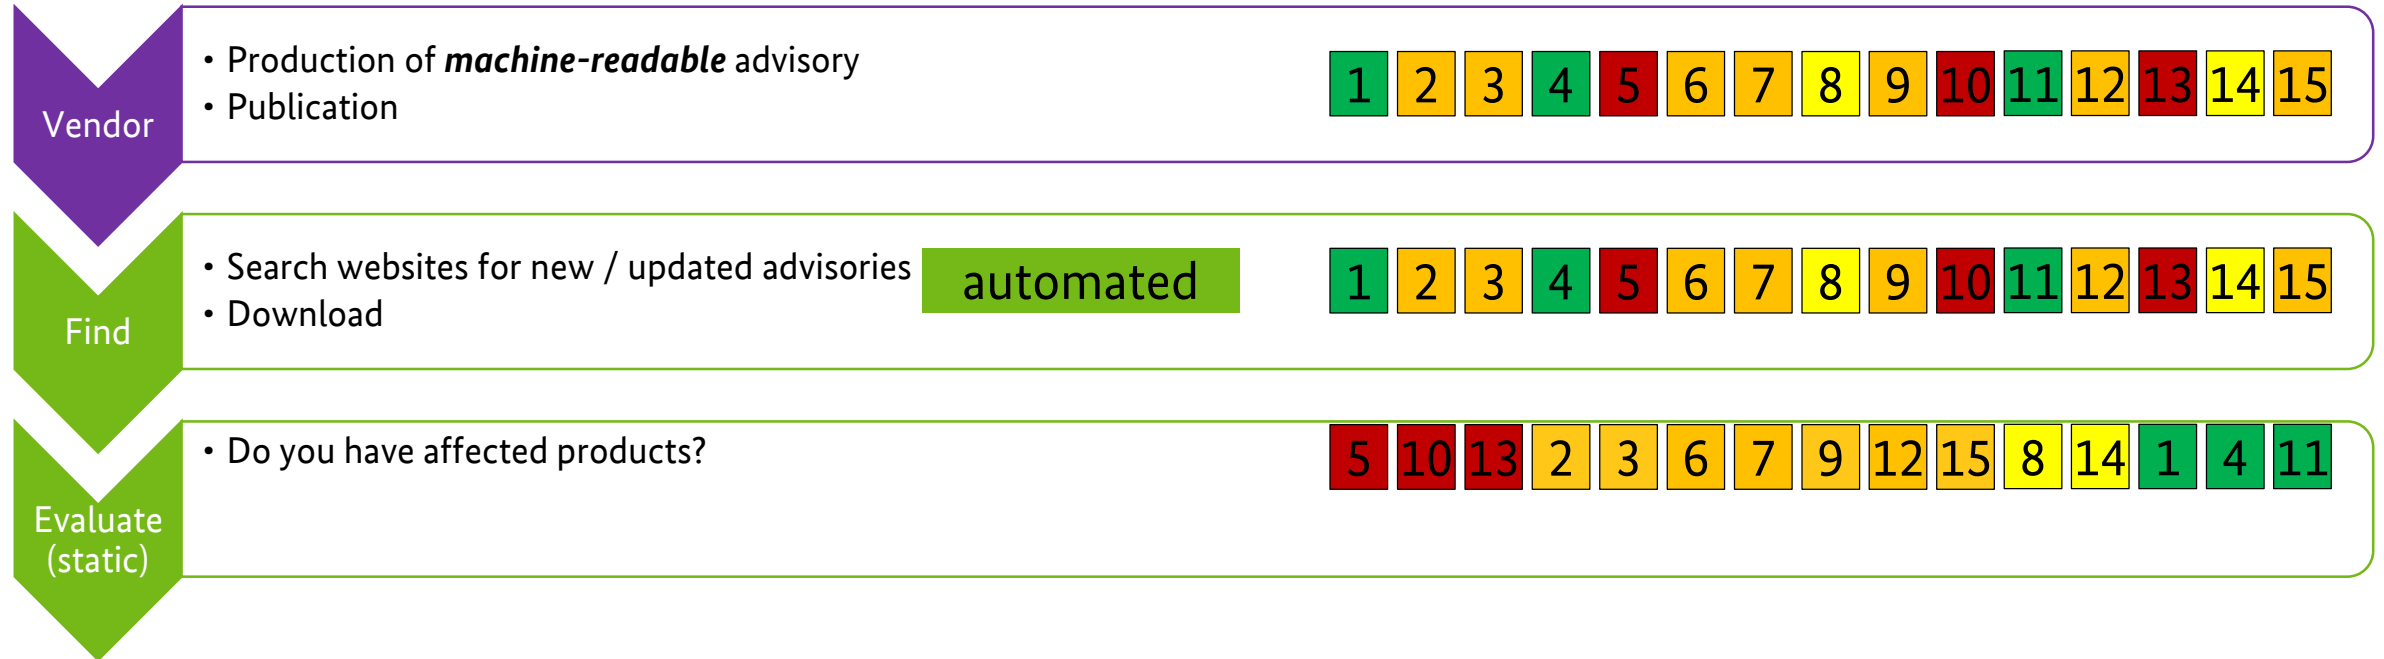 Vendor
• Production of machine-readable advisory
• Publication
1 2 3 4 5 6 7 8 9 10 11 12 13 14 15
Find
• Search websites for new / updated advisories
• Download
automated
1 2 3 4 5 6 7 8 9 10 11 12 13 14 15
Evaluate
(static)
• Do you have affected products?
5 10 13 2 3 6 7 9 12 15 8 14 1 4 11